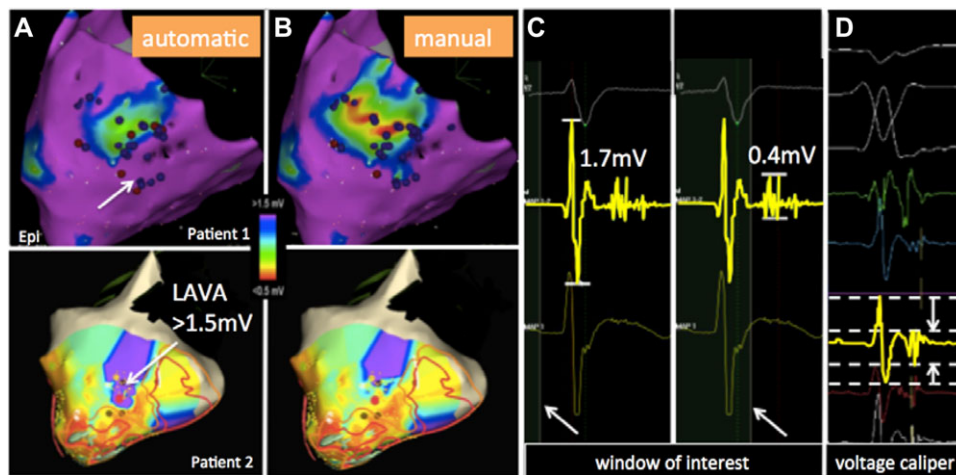 A
automatic
B
manual
C
D
1.7mV
0.4mV
>1.5 mV
<0.5 mV
Epi
Patient 1
LAVA
>1.5mV
Patient 2
window of interest
voltage caliper